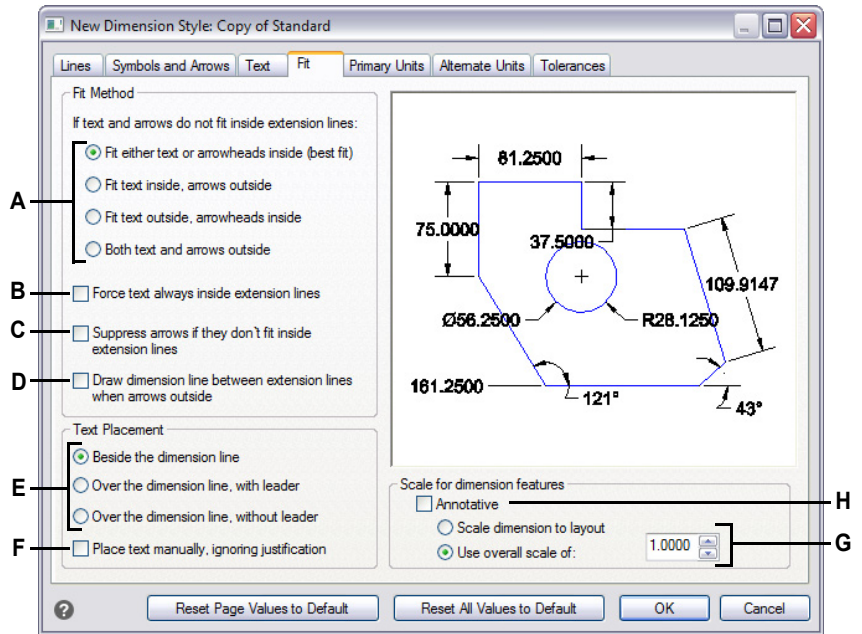 New Dimension Style: Copy of Standard
Lines Symbols and Arrows Text Fit Primary Units Alternate Units Tolerances
Fit Method
If text and arrows do not fit inside extension lines:
A
Fit either text or arrowheads inside (best fit)
Fit text inside, arrows outside
Fit text outside, arrowheads inside
Both text and arrows outside
B
Force text always inside extension lines
C
Suppress arrows if they don't fit inside
extension lines
D
Draw dimension line between extension lines
when arrows outside
Text Placement
E
Beside the dimension line
Over the dimension line, with leader
Over the dimension line, without leader
F
Place text manually, ignoring justification
81.2500
75.0000
37.5000
109.9147
Ø56.2500
R28.1250
161.2500
121°
43°
Scale for dimension features
Annotative
H
Scale dimension to layout
Use overall scale of:
1.0000
G
?
Reset Page Values to Default
Reset All Values to Default
OK
Cancel